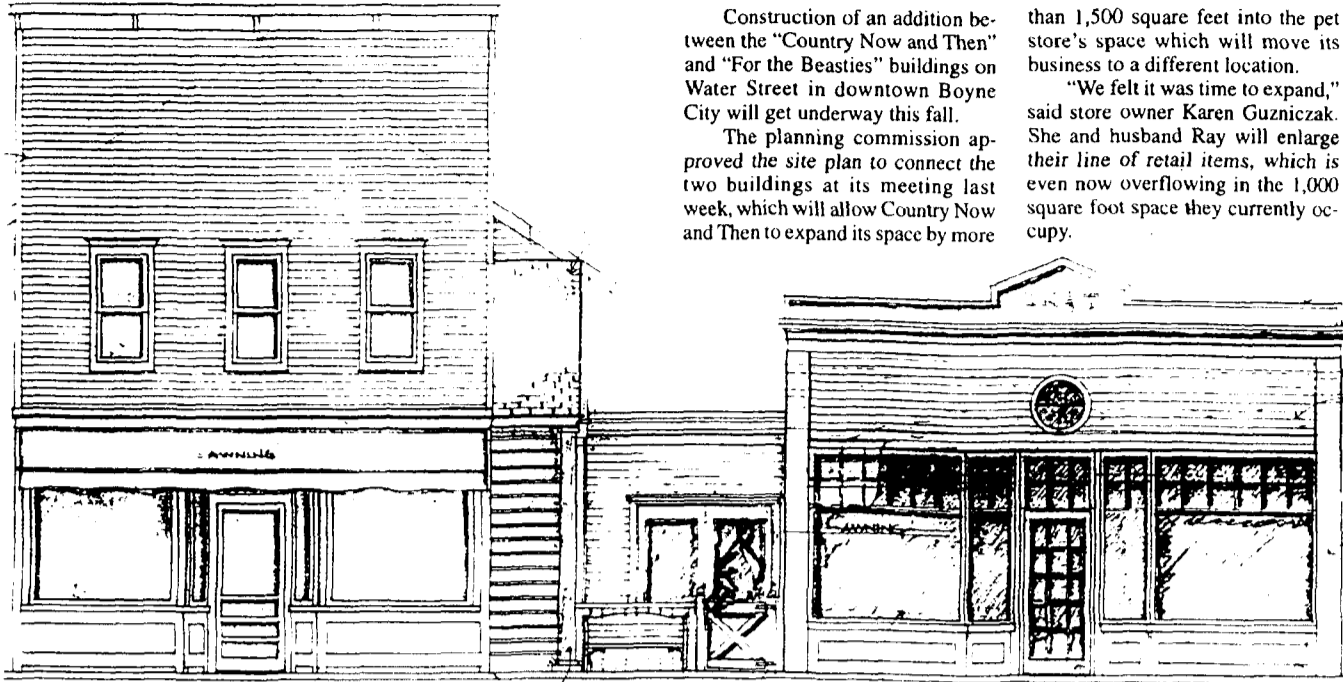 Construction of an addition be-
tween the "Country Now and Then"
and "For the Beasties" buildings on
Water Street in downtown Boyne
City will get underway this fall.
The planning commission ap-
proved the site plan to connect the
two buildings at its meeting last
week, which will allow Country Now
and Then to expand its space by more
than 1,500 square feet into the pet
store's space which will move its
business to a different location.
"We felt it was time to expand,"
said store owner Karen Guzniczak.
She and husband Ray will enlarge
their line of retail items, which is
even now overflowing in the 1,000
square foot space they currently oc-
cupy.
AWNING
AWNING